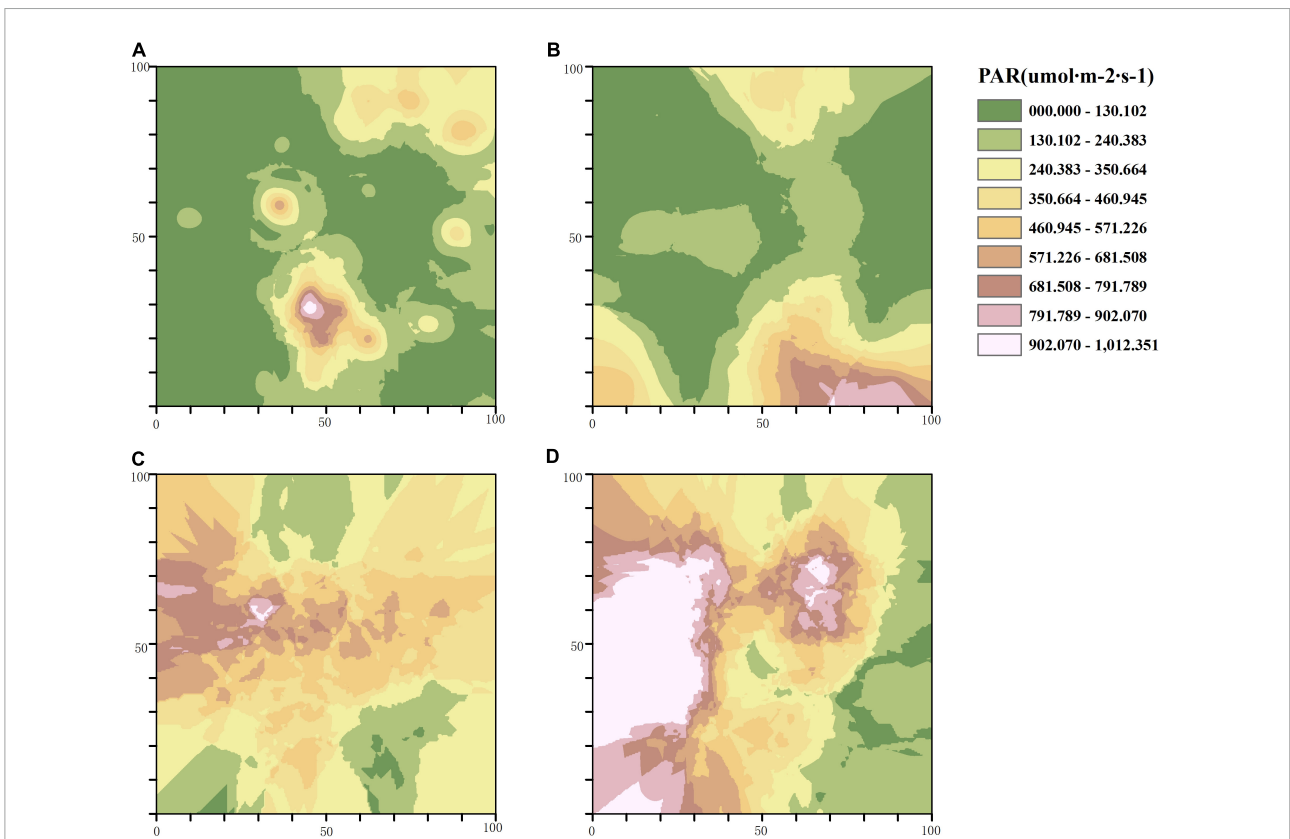 A
B
100
50
0
50
100
100
50
0
50
100
PAR(umol·m-2·s-1)
000.000 - 130.102
130.102 - 240.383
240.383 - 350.664
350.664 - 460.945
460.945 - 571.226
571.226 - 681.508
681.508 - 791.789
791.789 - 902.070
902.070 - 1,012.351
C
D
100
50
0
50
100
100
50
0
50
100